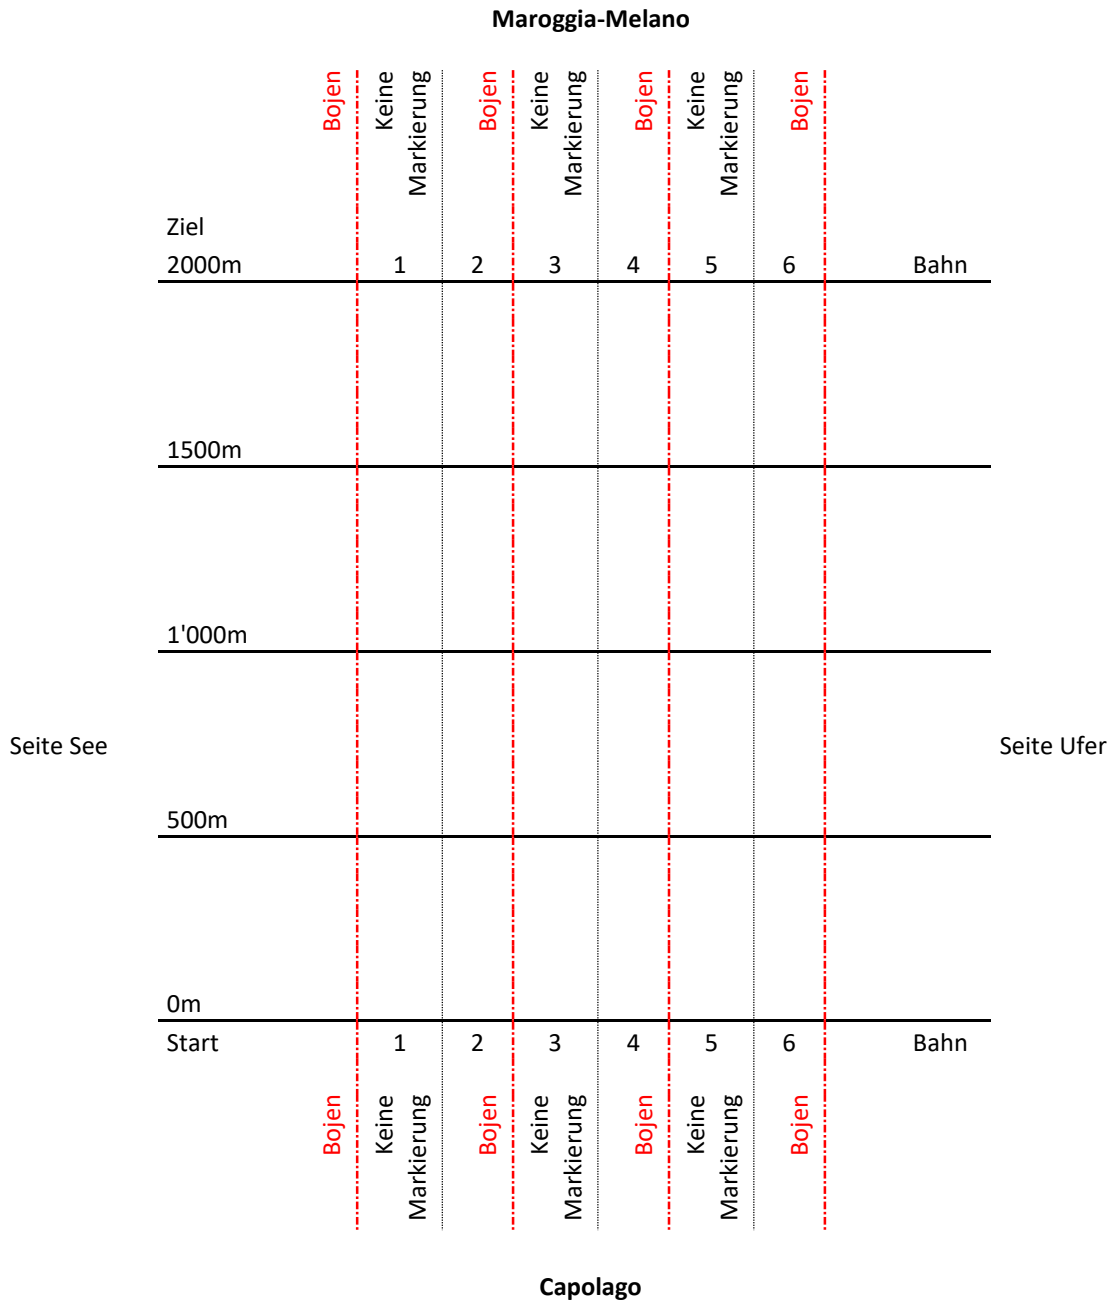 Maroggia-Melano
Bojen
Keine
Markierung
Bojen
Keine
Markierung
Bojen
Keine
Markierung
Bojen
Ziel
2000m 1 2 3 4 5 6 Bahn
1500m
1'000m
Seite See Seite Ufer
500m
0m
Start 1 2 3 4 5 6 Bahn
Bojen
Keine
Markierung
Bojen
Keine
Markierung
Bojen
Keine
Markierung
Bojen
Capolago